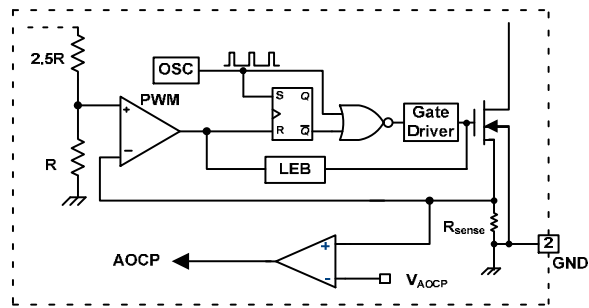 2.5R
OSC
PWM
+
−
R
S Q
R Q̅
Gate
Driver
LEB
Rsense
2
GND
AOCP
+
-
VAOCP